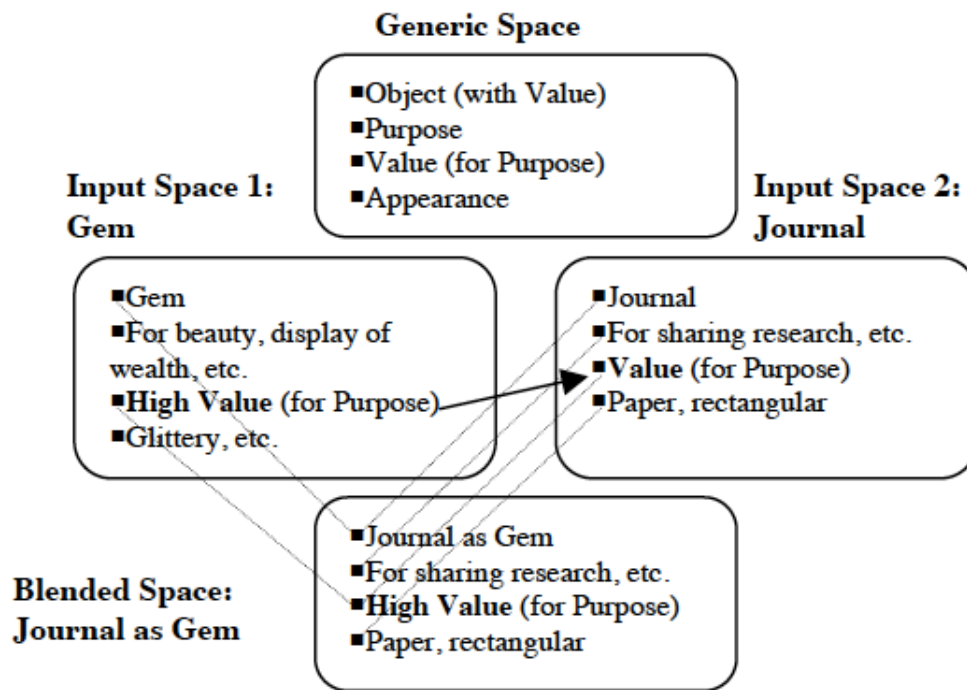 Generic Space
■Object (with Value)
■Purpose
■Value (for Purpose)
■Appearance
Input Space 1:
Gem
Input Space 2:
Journal
■Gem
■For beauty, display of
wealth, etc.
■High Value (for Purpose)
■Glittery, etc.
■Journal
■For sharing research, etc.
■Value (for Purpose)
■Paper, rectangular
Blended Space:
Journal as Gem
■Journal as Gem
■For sharing research, etc.
■High Value (for Purpose)
■Paper, rectangular